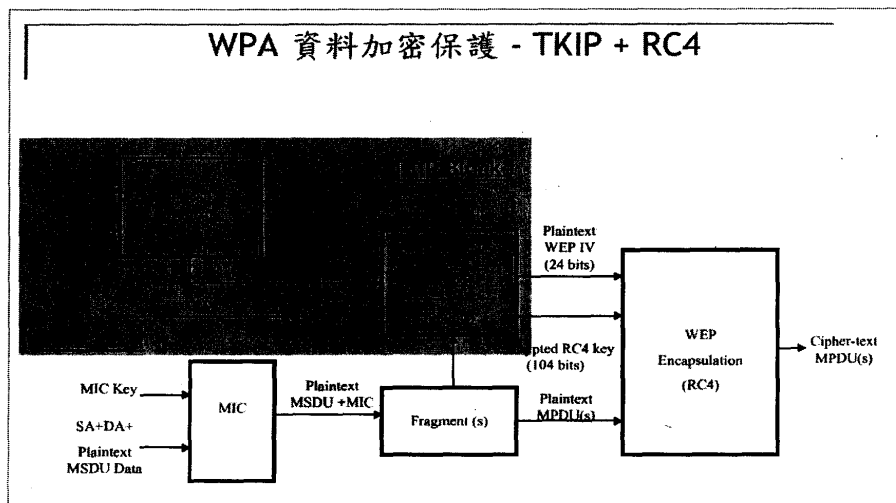 WPA 資料加密保護 - TKIP + RC4
Plaintext
WEP IV
(24 bits)
RC4 key
(104 bits)
WEP
Encapsulation
(RC4)
Cipher-text
MPDU(s)
MIC Key
SA+DA+
Plaintext
MSDU Data
MIC
Plaintext
MSDU +MIC
Fragment (s)
Plaintext
MPDU(s)